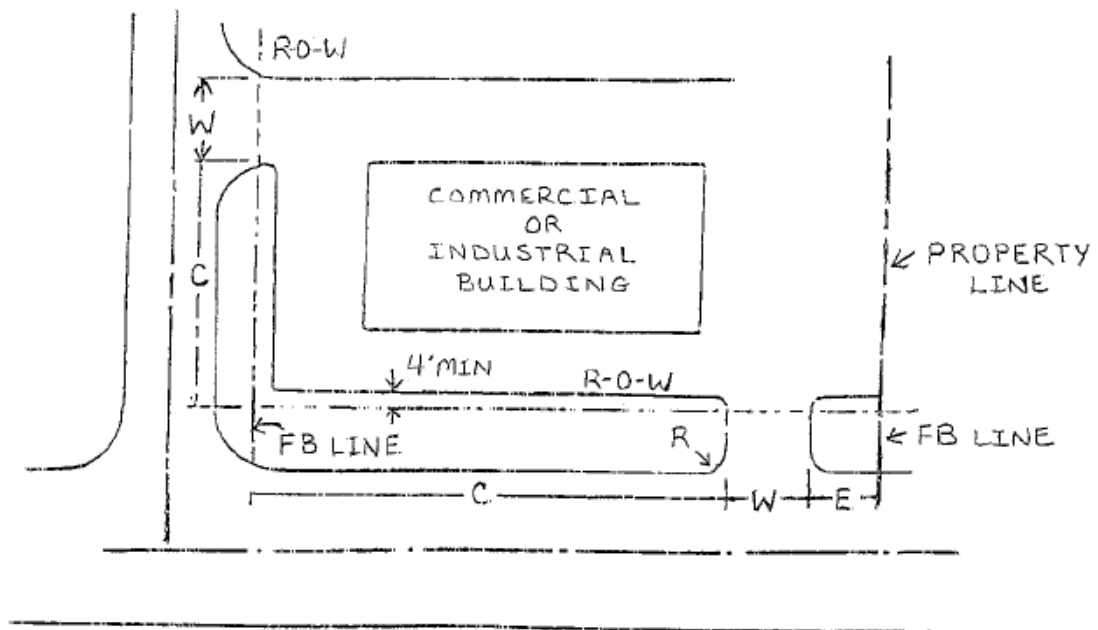 R-O-W
W
COMMERCIAL
OR
INDUSTRIAL
BUILDING
PROPERTY
LINE
C
4'MIN
R-O-W
FB LINE
R
FB LINE
C
W
E